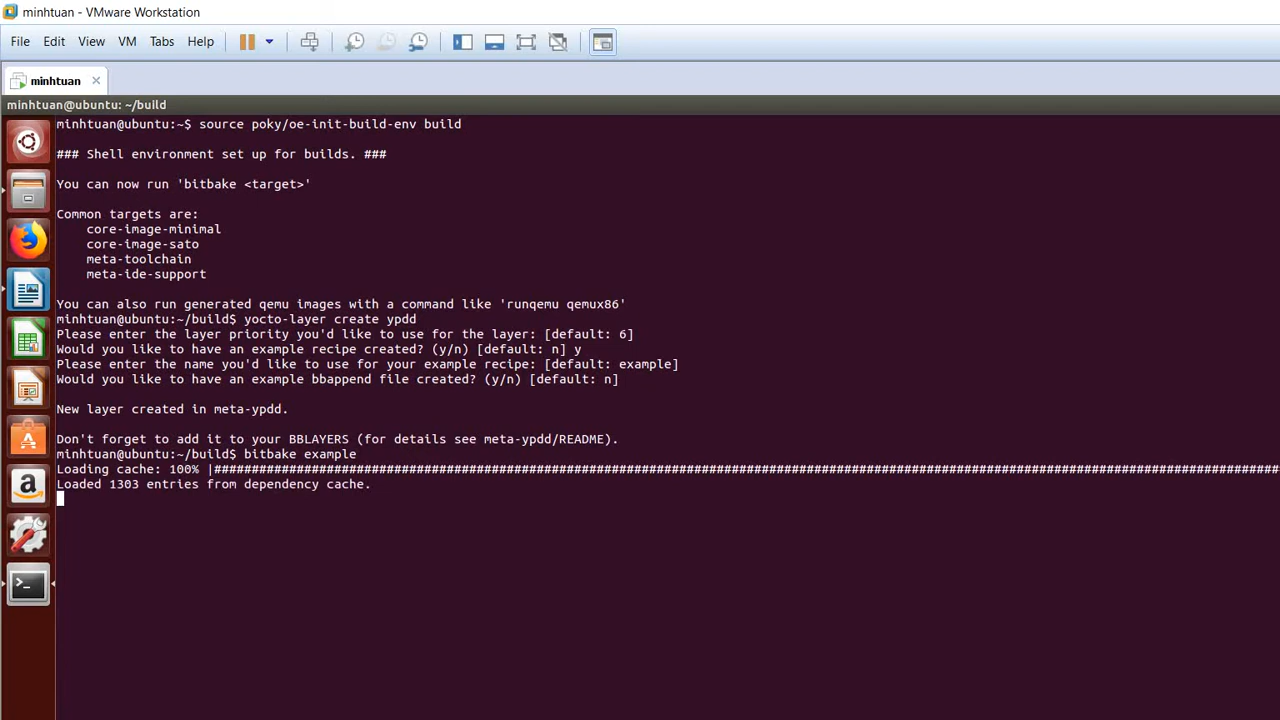 minhtuan - VMware Workstation
File Edit View VM Tabs Help
minhtuan
minhtuan@ubuntu: ~/build
minhtuan@ubuntu:~$ source poky/oe-init-build-env build
### Shell environment set up for builds. ###
You can now run 'bitbake <target>'
Common targets are:
core-image-minimal
core-image-sato
meta-toolchain
meta-ide-support
You can also run generated qemu images with a command like 'runqemu qemux86'
minhtuan@ubuntu:~/build$ yocto-layer create ypdd
Please enter the layer priority you'd like to use for the layer: [default: 6]
Would you like to have an example recipe created? (y/n) [default: n] y
Please enter the name you'd like to use for your example recipe: [default: example]
Would you like to have an example bbappend file created? (y/n) [default: n]
New layer created in meta-ypdd.
Don't forget to add it to your BBLAYERS (for details see meta-ypdd/README).
minhtuan@ubuntu:~/build$ bitbake example
Loading cache: 100% |##############################################################################################################################################
Loaded 1303 entries from dependency cache.